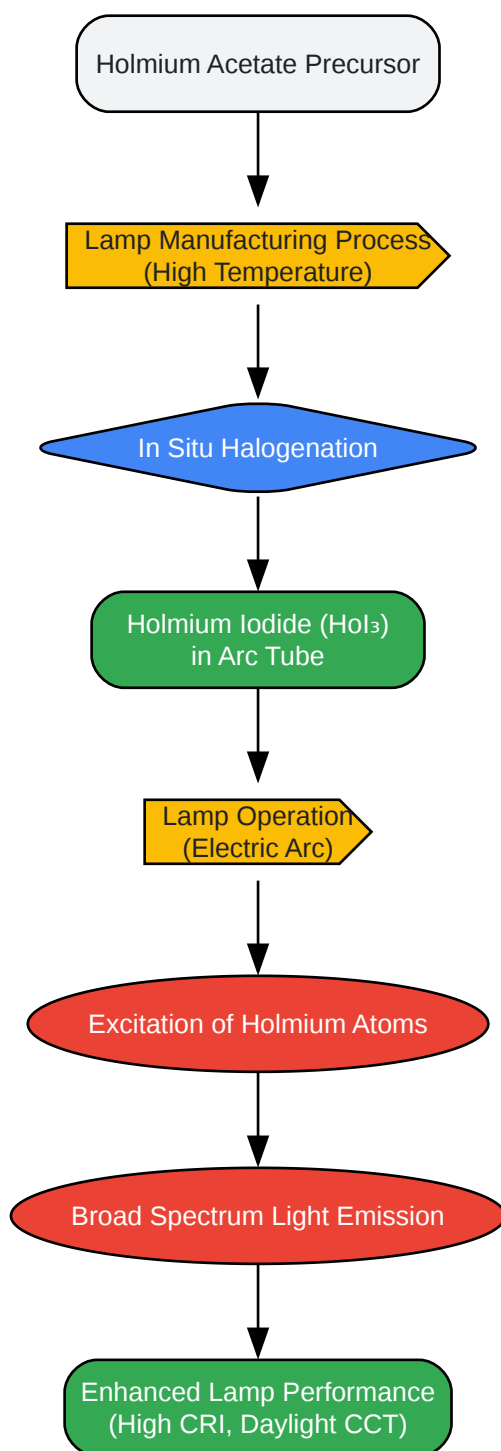 Holmium Acetate Precursor
Lamp Manufacturing Process
(High Temperature)
In Situ Halogenation
Holmium Iodide (HoI₃)
in Arc Tube
Lamp Operation
(Electric Arc)
Excitation of Holmium Atoms
Broad Spectrum Light Emission
Enhanced Lamp Performance
(High CRI, Daylight CCT)